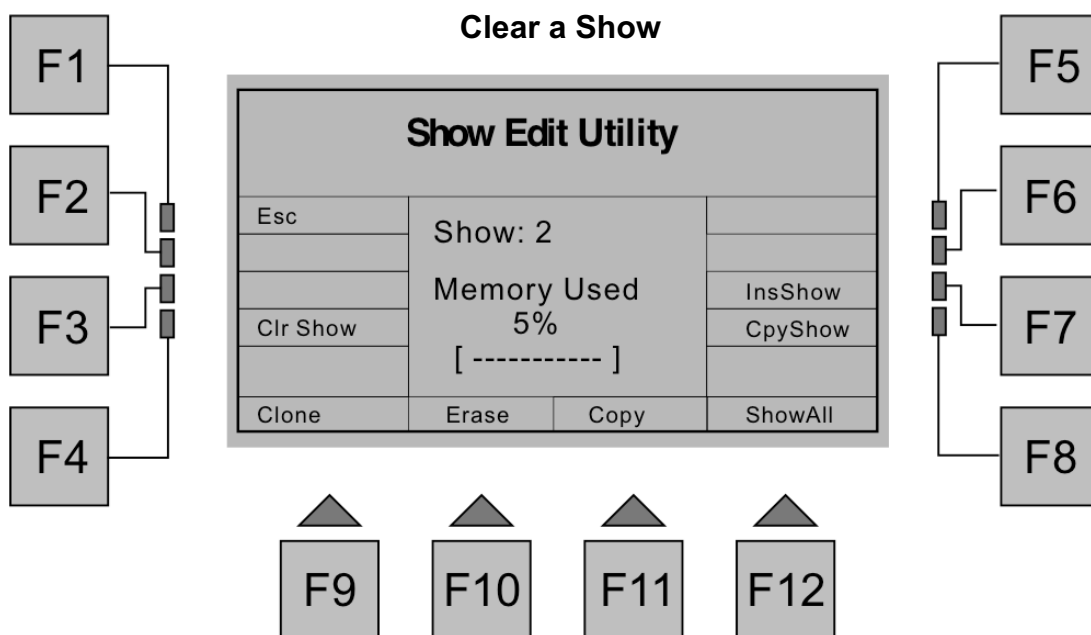 Clear a Show
F1
F2
F3
F4
Show Edit Utility
Esc
Clr Show
Show: 2
Memory Used
5%
[ ------------ ]
InsShow
CpyShow
Clone
Erase
Copy
ShowAll
F5
F6
F7
F8
F9
F10
F11
F12